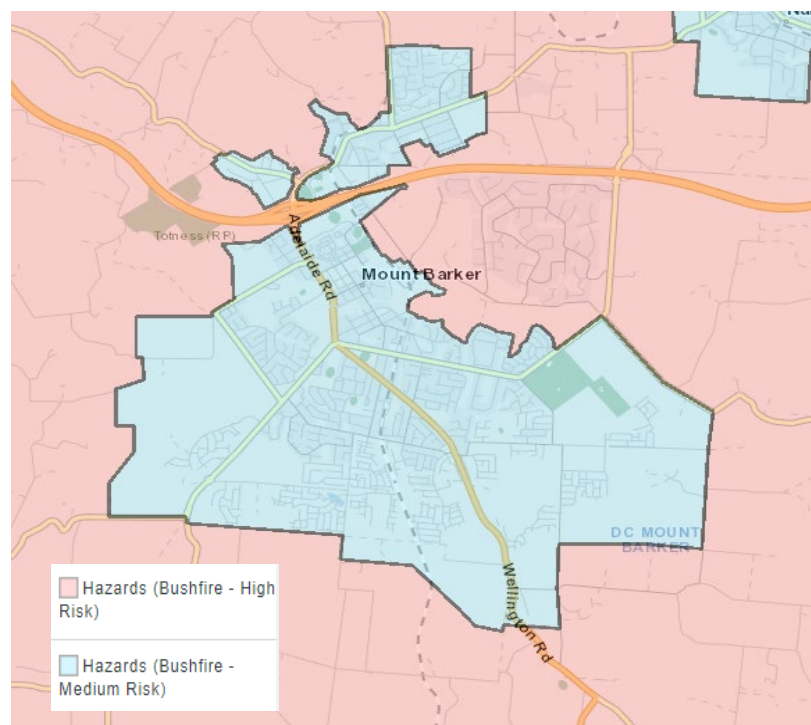 Totness (RP)
Adelaide Rd
Mount Barker
DC MOUNT
BARKER
Wellington Rd
Hazards (Bushfire - High
Risk)
Hazards (Bushfire -
Medium Risk)